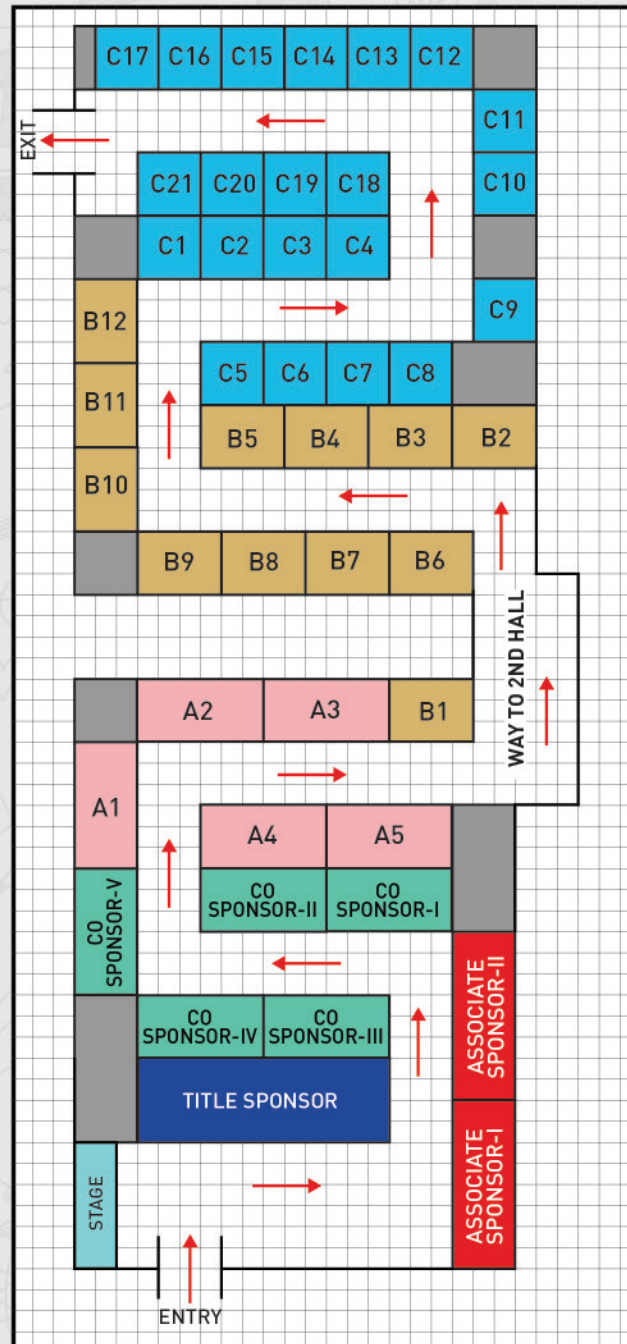 C17 C16 C15 C14 C13 C12
C11
EXIT
C21 C20 C19 C18
C10
C1 C2 C3 C4
B12
C9
C5 C6 C7 C8
B11
B5 B4 B3 B2
B10
B9 B8 B7 B6
WAY TO 2ND HALL
A2 A3 B1
A1
A4 A5
CO
SPONSOR-V
CO
SPONSOR-II
CO
SPONSOR-I
ASSOCIATE
SPONSOR-II
CO
SPONSOR-IV
CO
SPONSOR-III
TITLE SPONSOR
ASSOCIATE
SPONSOR-I
STAGE
ENTRY